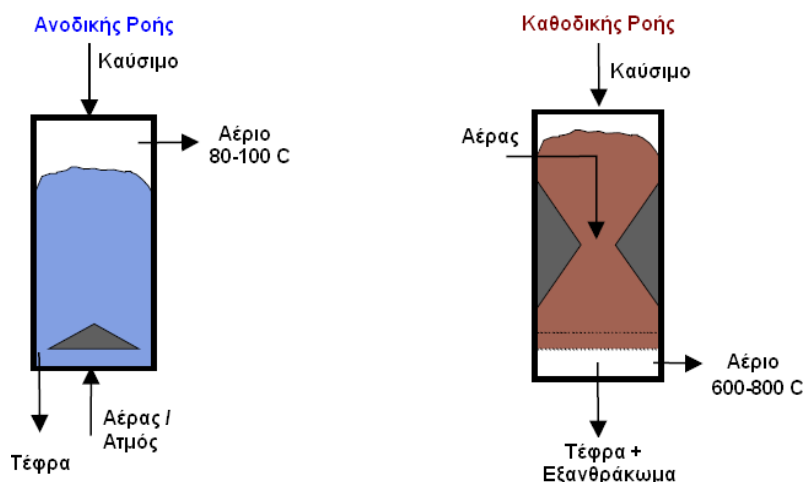 Ανοδικής Ροής
Καύσιμο
Αέριο
80-100 C
Αέρας /
Ατμός
Τέφρα
Καθοδικής Ροής
Καύσιμο
Αέρας
Αέριο
600-800 C
Τέφρα +
Εξανθράκωμα